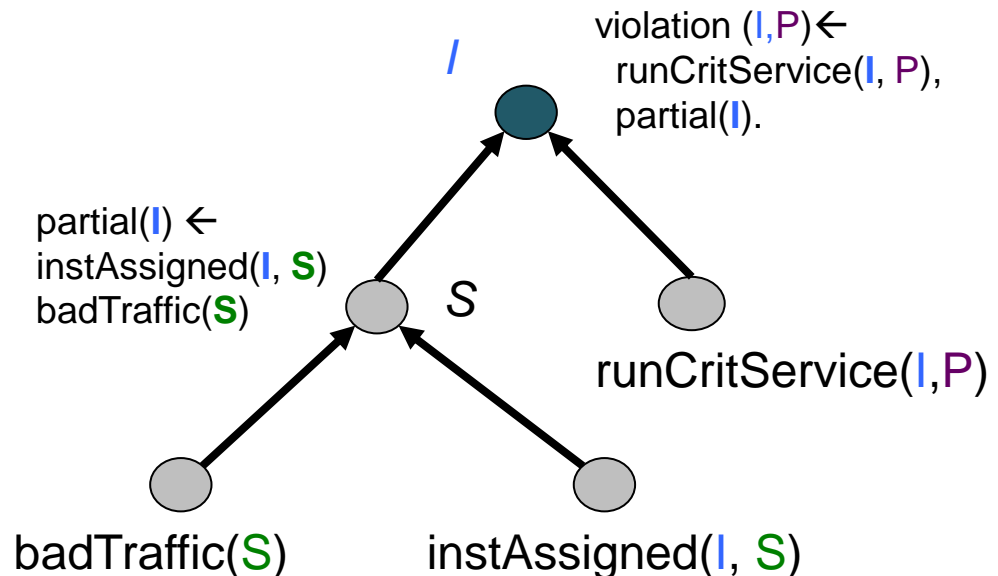 I
violation (I,P)←
runCritService(I, P),
partial(I).
partial(I) ←
instAssigned(I, S)
badTraffic(S)
S
runCritService(I,P)
badTraffic(S)
instAssigned(I, S)